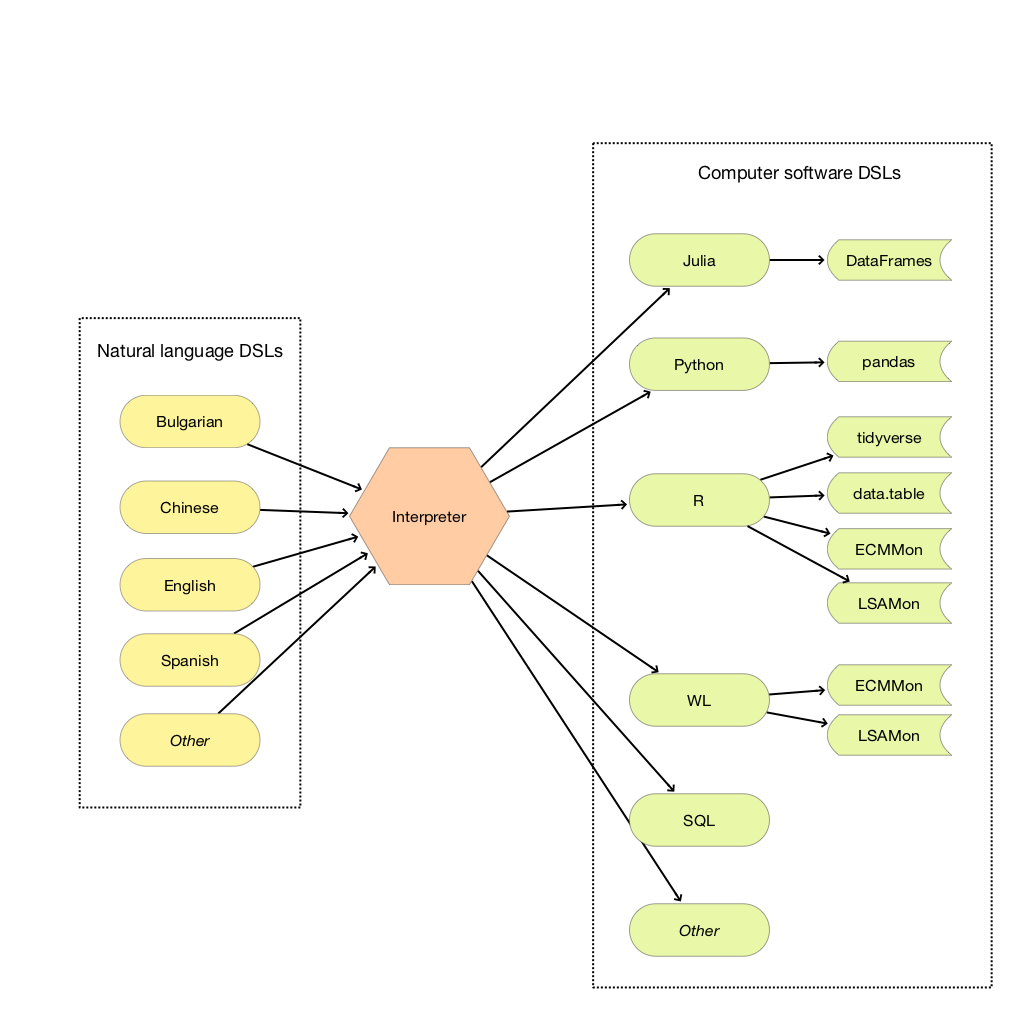 Natural language DSLs
Bulgarian
Chinese
English
Spanish
Other
Interpreter
Computer software DSLs
Julia
DataFrames
Python
pandas
R
tidyverse
data.table
ECMMon
LSAMon
WL
ECMMon
LSAMon
SQL
Other